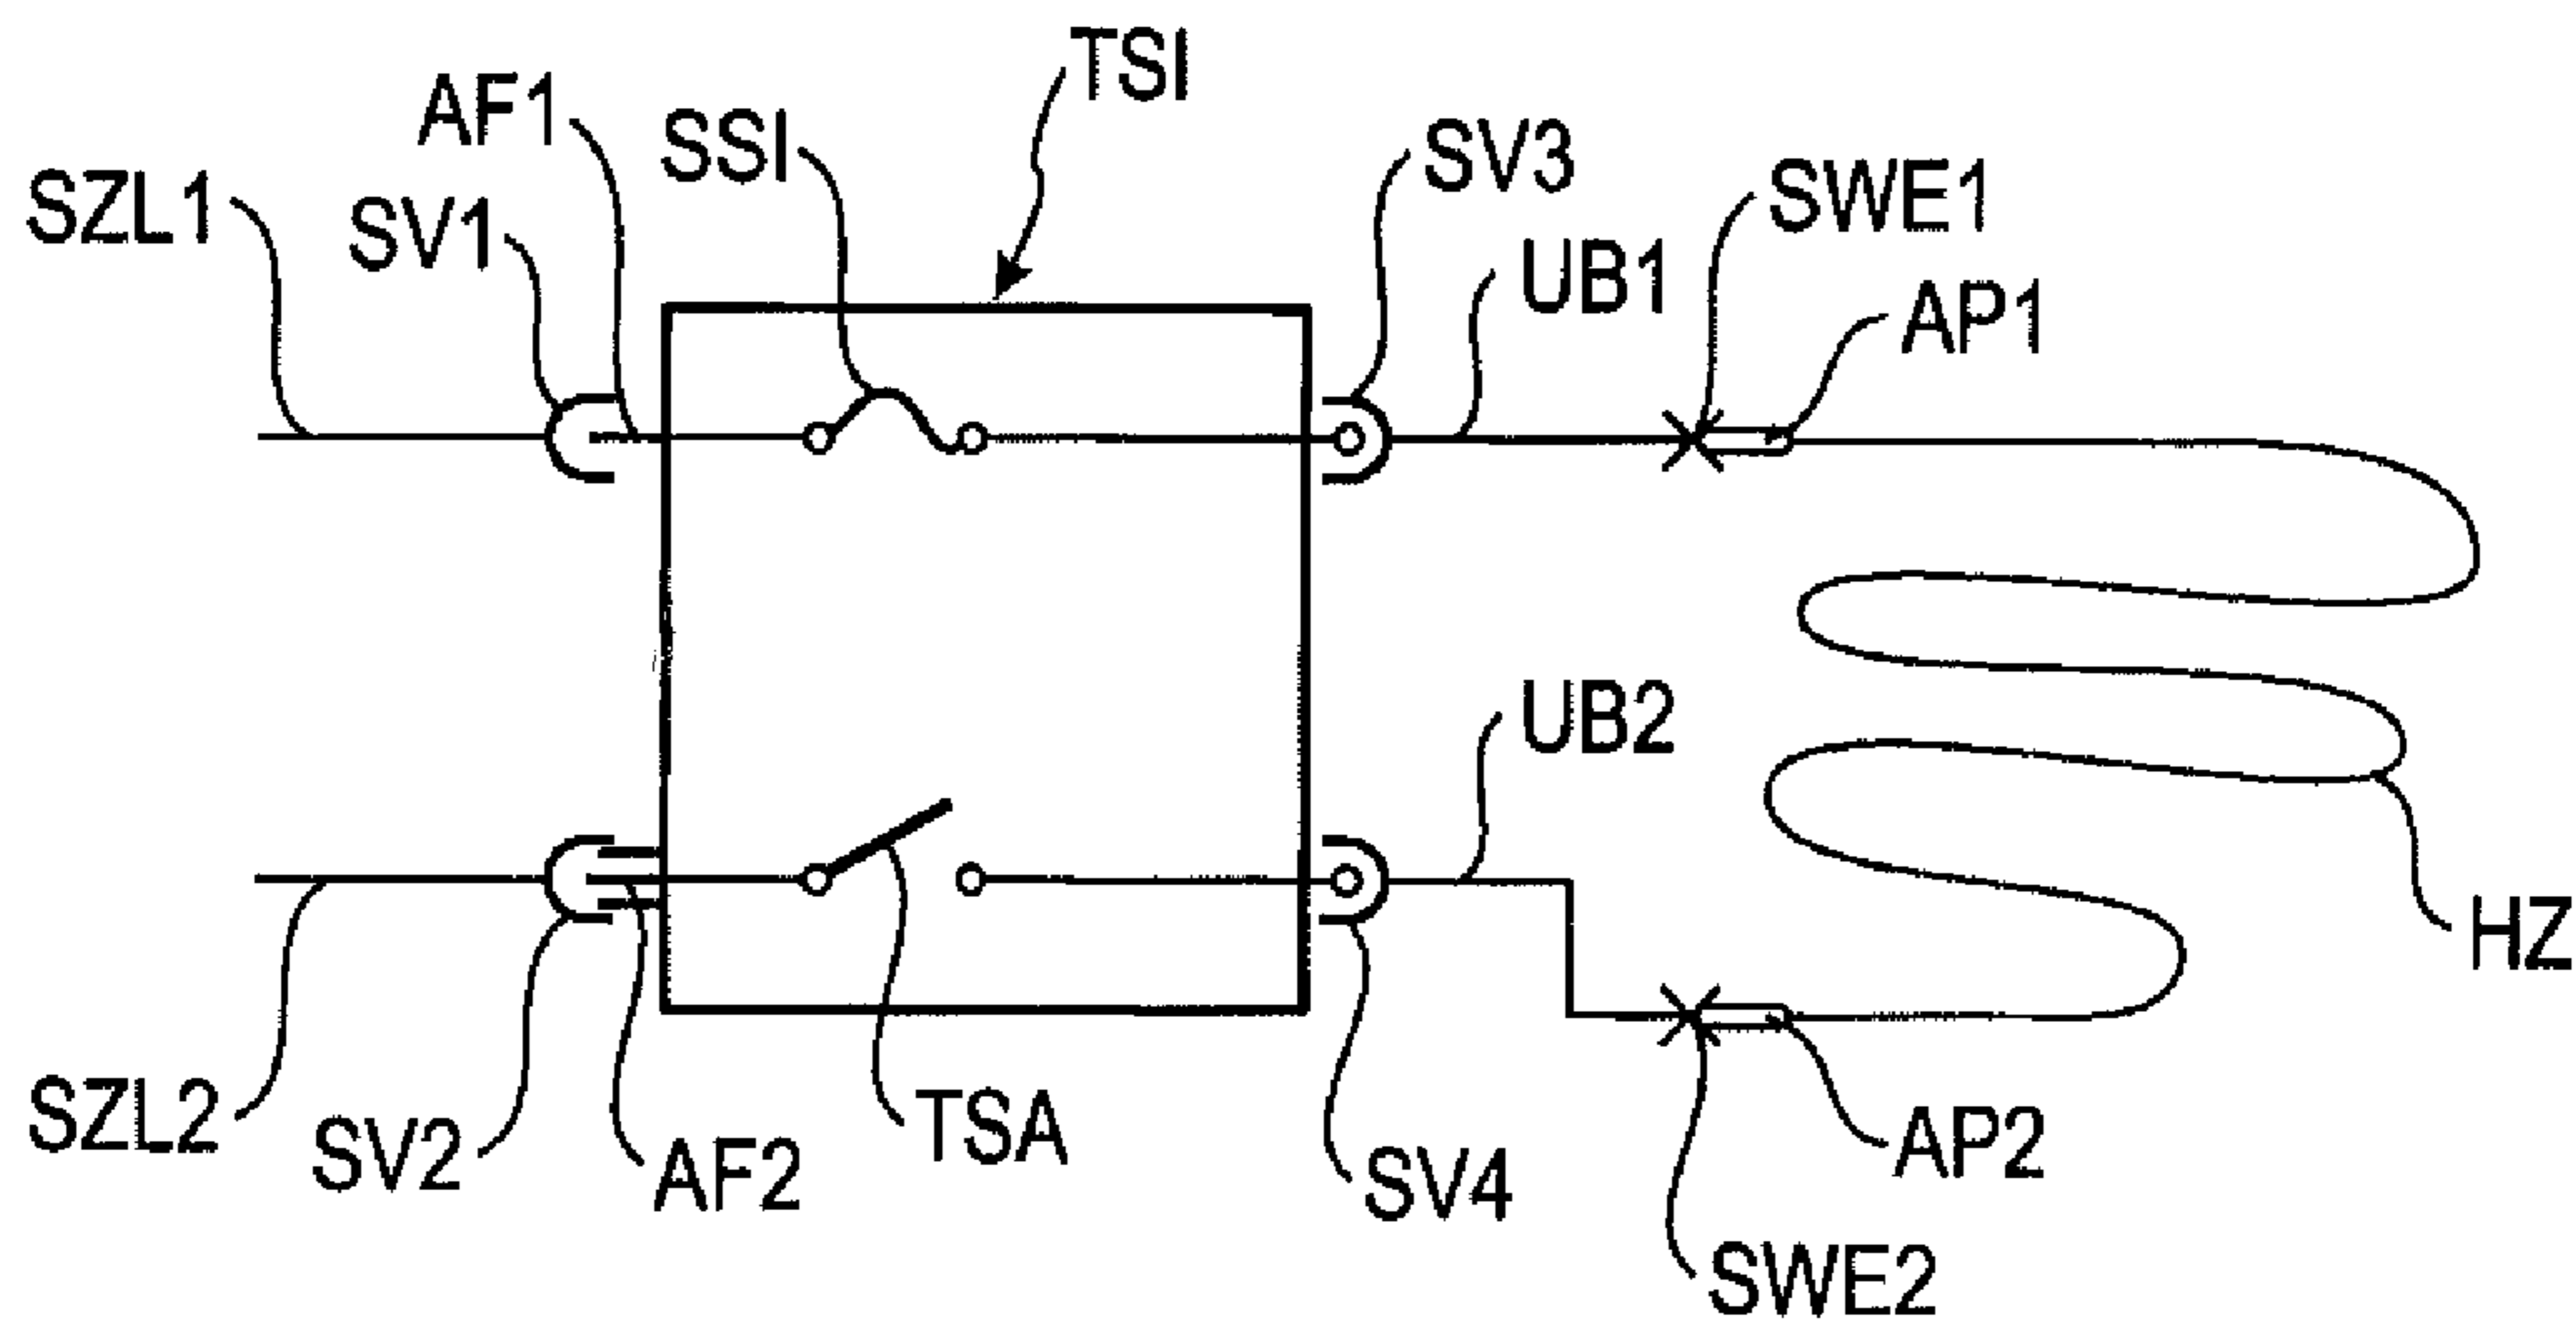 TSI
AF1
SSI
SV3
SZL1
SV1
SWE1
UB1
AP1
UB2
HZ
SZL2
SV2
AF2
TSA
SV4
AP2
SWE2